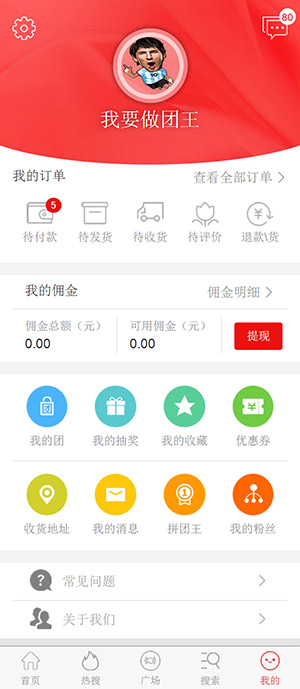 80
我要做团王
我的订单 查看全部订单
5
待付款 待发货 待收货 待评价 退款\货
我的佣金 佣金明细
佣金总额（元） 可用佣金（元）
0.00 0.00 提现
我的团 我的抽奖 我的收藏 优惠券
收货地址 我的消息 拼团王 我的粉丝
常见问题
关于我们
首页 热搜 广场 搜索 我的